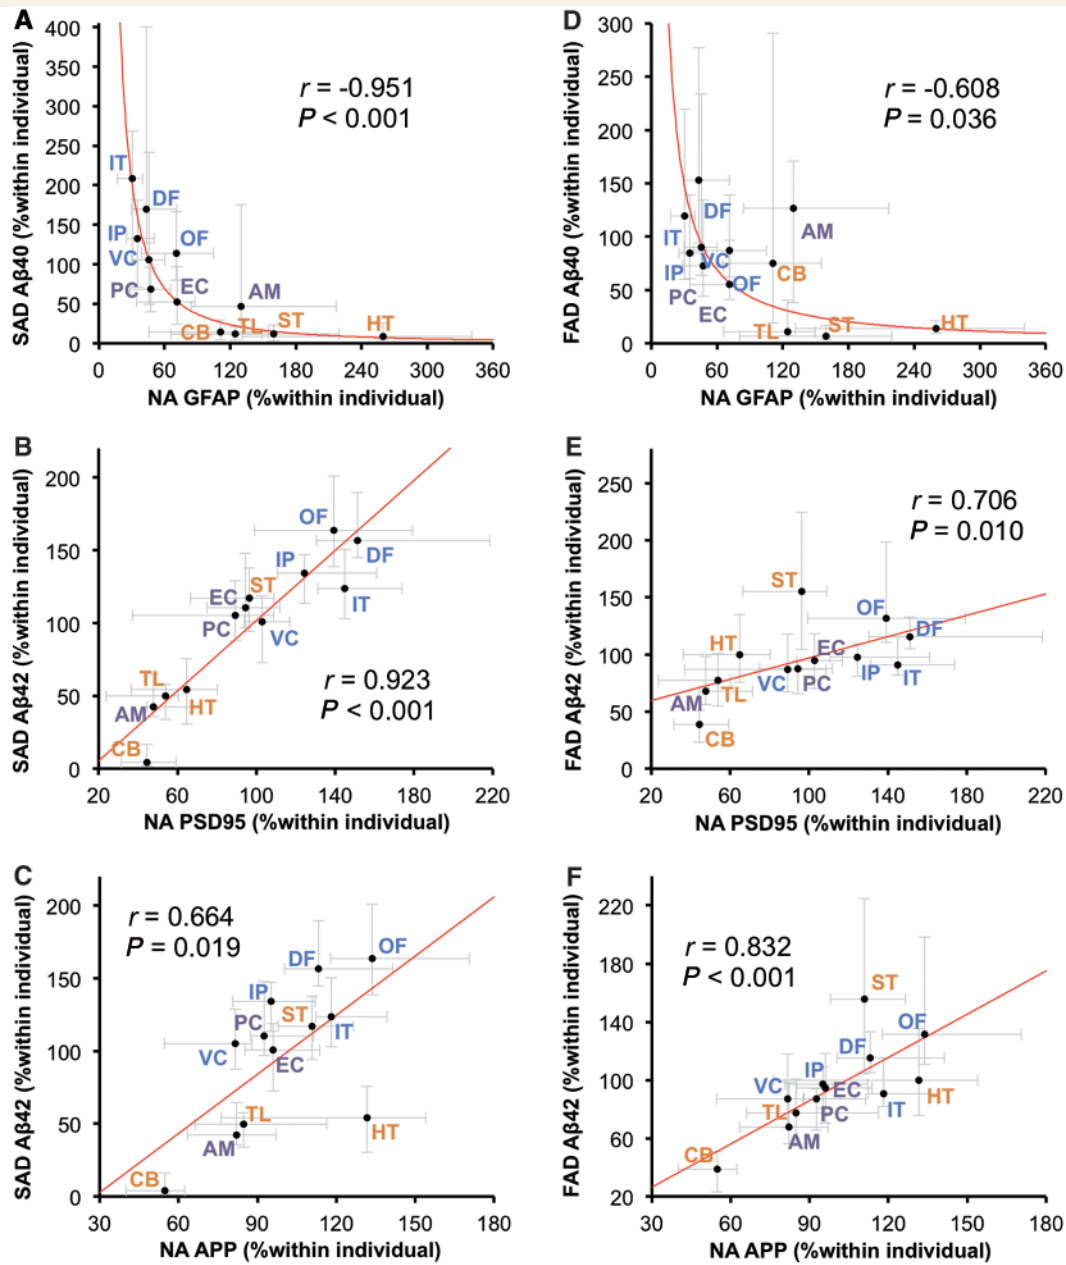 A
SAD Aβ40 (%within individual)
400
350
300
250
200
150
100
50
0
r = -0.951
P < 0.001
IT
DF
IP
OF
VC
PC
EC
AM
CB
TL
ST
HT
0 60 120 180 240 300 360
NA GFAP (%within individual)
D
FAD Aβ40 (%within individual)
300
250
200
150
100
50
0
r = -0.608
P = 0.036
DF
IT
AM
VC
IP
CB
OF
PC
EC
TL
ST
HT
0 60 120 180 240 300 360
NA GFAP (%within individual)
B
SAD Aβ42 (%within individual)
200
150
100
50
0
OF
DF
IP
ST
EC
IT
PC
VC
r = 0.923
P < 0.001
TL
AM
HT
CB
20 60 100 140 180 220
NA PSD95 (%within individual)
E
FAD Aβ42 (%within individual)
250
200
150
100
50
0
r = 0.706
P = 0.010
ST
OF
DF
HT
EC
IP
IT
VC
PC
TL
AM
CB
20 60 100 140 180 220
NA PSD95 (%within individual)
C
SAD Aβ42 (%within individual)
200
150
100
50
0
r = 0.664
P = 0.019
DF
OF
IP
ST
PC
IT
VC
EC
TL
HT
AM
CB
30 60 90 120 150 180
NA APP (%within individual)
F
FAD Aβ42 (%within individual)
220
180
140
100
60
20
r = 0.832
P < 0.001
ST
OF
DF
IP
VC
EC
HT
TL
PC
IT
AM
CB
30 60 90 120 150 180
NA APP (%within individual)